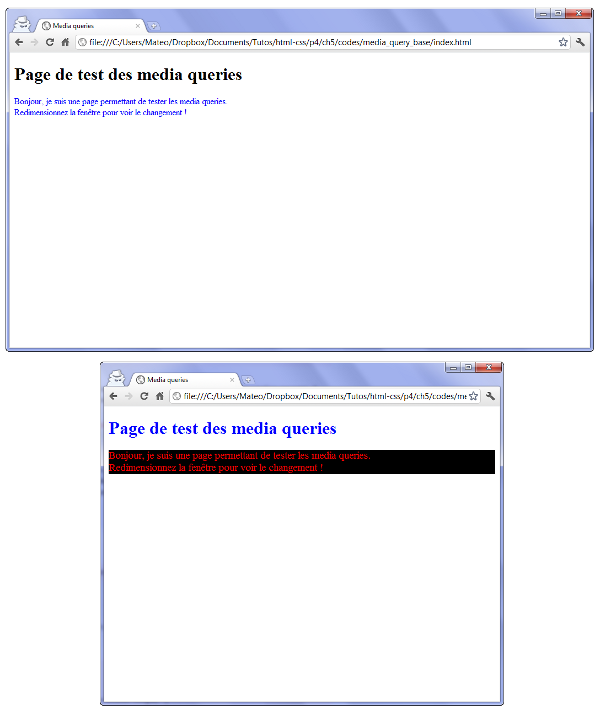 Media queries
file:///C:/Users/Mateo/Dropbox/Documents/Tutos/html-css/p4/ch5/codes/media_query_base/index.html
Page de test des media queries
Bonjour, je suis une page permettant de tester les media queries.
Redimensionnez la fenêtre pour voir le changement !
Media queries
file:///C:/Users/Mateo/Dropbox/Documents/Tutos/html-css/p4/ch5/codes/me
Page de test des media queries
Bonjour, je suis une page permettant de tester les media queries.
Redimensionnez la fenêtre pour voir le changement !